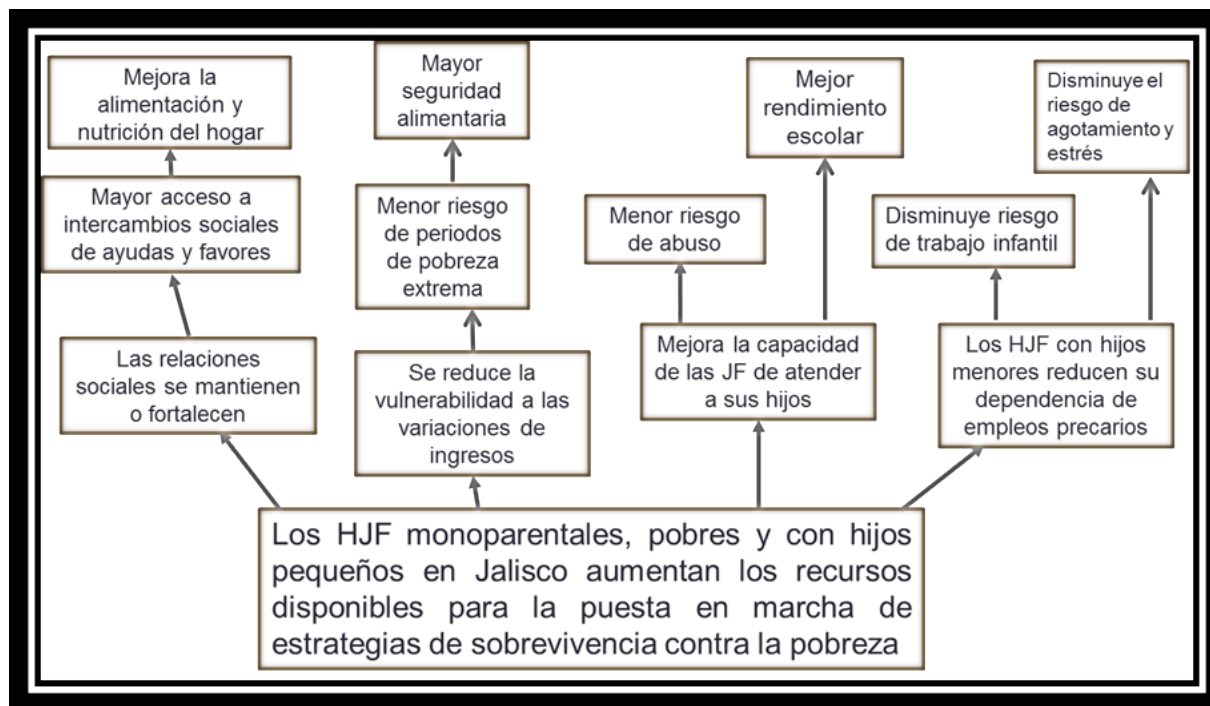 Mejora la
alimentación y
nutrición del hogar
Mayor
seguridad
alimentaria
Mejor
rendimiento
escolar
Disminuye el
riesgo de
agotamiento y
estrés
Mayor acceso a
intercambios sociales
de ayudas y favores
Menor riesgo
de periodos
de pobreza
extrema
Menor riesgo
de abuso
Disminuye riesgo
de trabajo infantil
Las relaciones
sociales se mantienen
o fortalecen
Se reduce la
vulnerabilidad a las
variaciones de
ingresos
Mejora la capacidad
de las JF de atender
a sus hijos
Los HJF con hijos
menores reducen su
dependencia de
empleos precarios
Los HJF monoparentales, pobres y con hijos
pequeños en Jalisco aumentan los recursos
disponibles para la puesta en marcha de
estrategias de sobrevivencia contra la pobreza